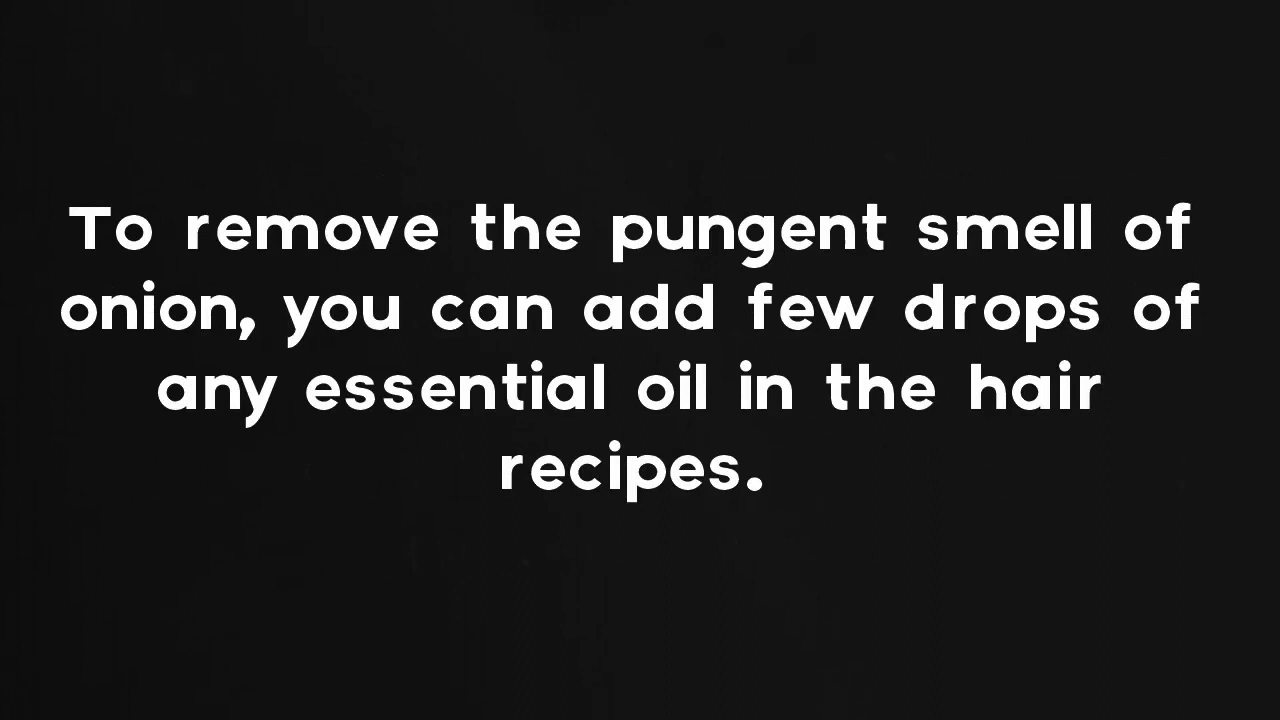 To remove the pungent smell of
onion, you can add few drops of
any essential oil in the hair
recipes.